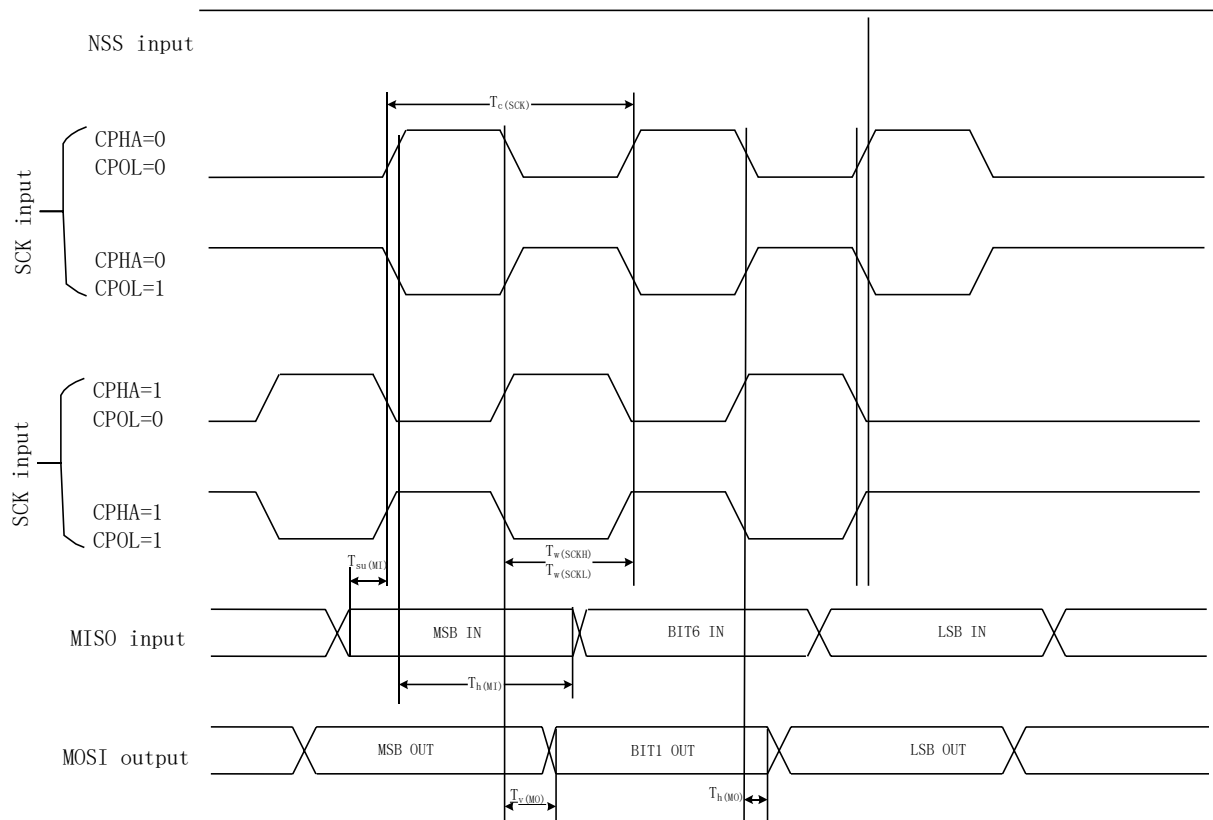 NSS input
Tc(SCK)
CPHA=0
CPOL=0
SCK input
CPHA=0
CPOL=1
CPHA=1
CPOL=0
SCK input
CPHA=1
CPOL=1
Tsu(MI)
Tw(SCKH)
Tw(SCKL)
MISO input
MSB IN
BIT6 IN
LSB IN
Th(MI)
MOSI output
MSB OUT
BIT1 OUT
LSB OUT
Tv(MO)
Th(MO)